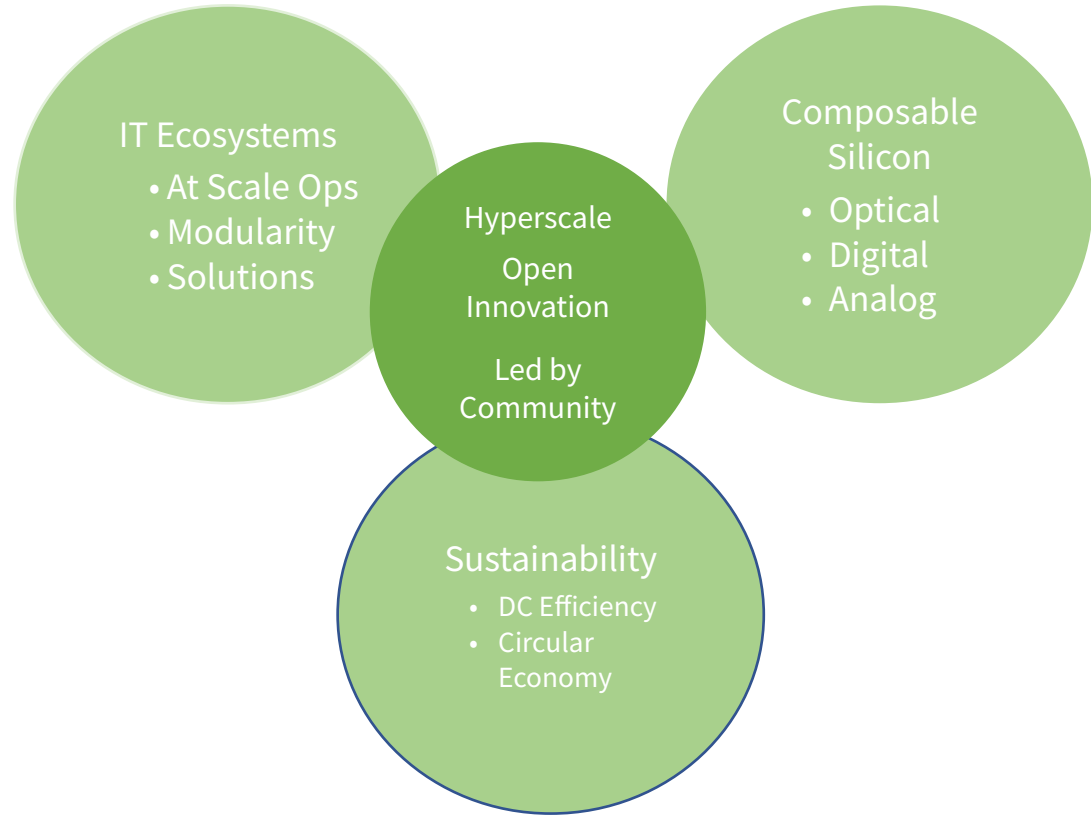 IT Ecosystems
• At Scale Ops
• Modularity
• Solutions
Hyperscale
Open
Innovation
Led by
Community
Composable
Silicon
• Optical
• Digital
• Analog
Sustainability
• DC Efficiency
• Circular
Economy